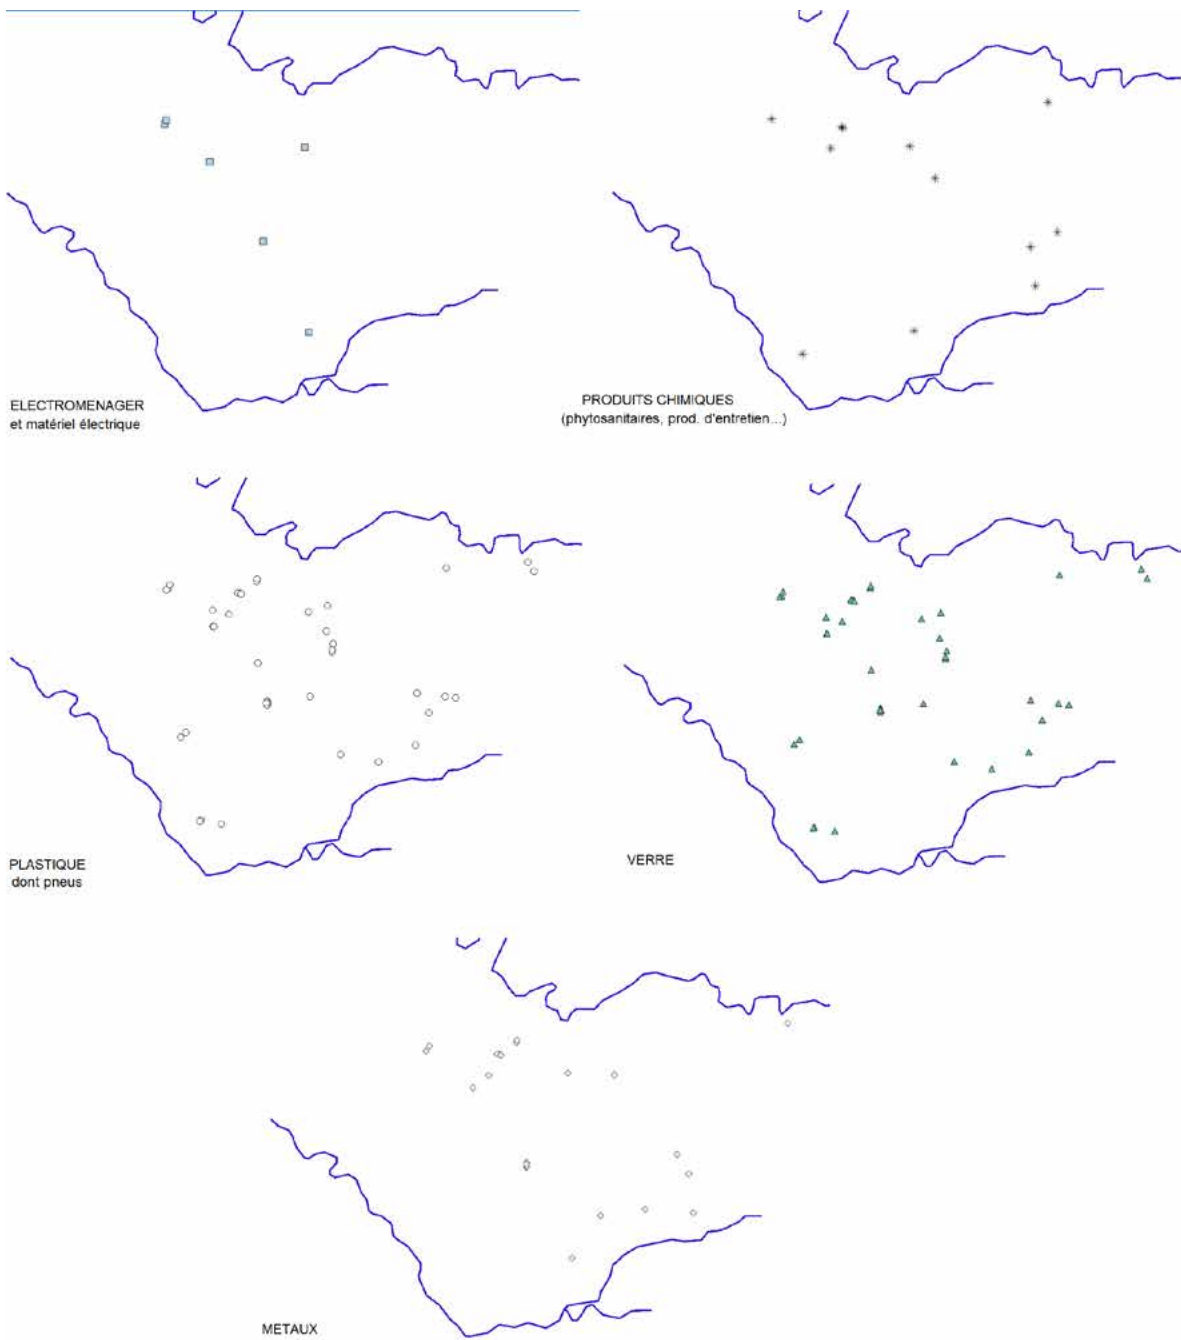 ELECTROMENAGER
et matériel électrique
PRODUITS CHIMIQUES
(phytosanitaires, prod. d'entretien...)
PLASTIQUE
dont pneus
VERRE
METAUX